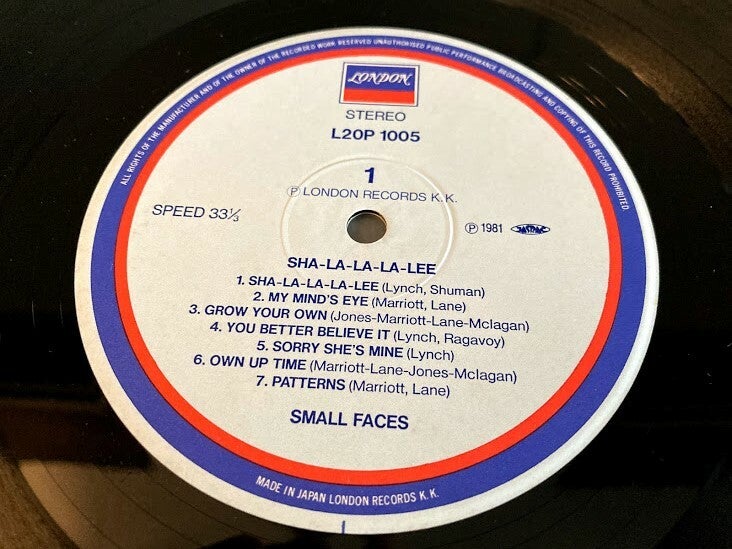 ALL RIGHTS OF THE MANUFACTURER AND OF THE OWNER OF THE RECORDED WORK RESERVED UNAUTHORISED PUBLIC PERFORMANCE BROADCASTING AND COPYING OF THIS RECORD PROHIBITED.
LONDON
STEREO
L20P 1005
1
Ⓟ LONDON RECORDS K. K.
SPEED 33⅓
Ⓟ 1981 JASRAC
SHA-LA-LA-LA-LEE
1. SHA-LA-LA-LA-LEE (Lynch, Shuman)
2. MY MIND'S EYE (Marriott, Lane)
3. GROW YOUR OWN (Jones-Marriott-Lane-Mclagan)
4. YOU BETTER BELIEVE IT (Lynch, Ragavoy)
5. SORRY SHE'S MINE (Lynch)
6. OWN UP TIME (Marriott-Lane-Jones-Mclagan)
7. PATTERNS (Marriott, Lane)
SMALL FACES
MADE IN JAPAN LONDON RECORDS K. K.